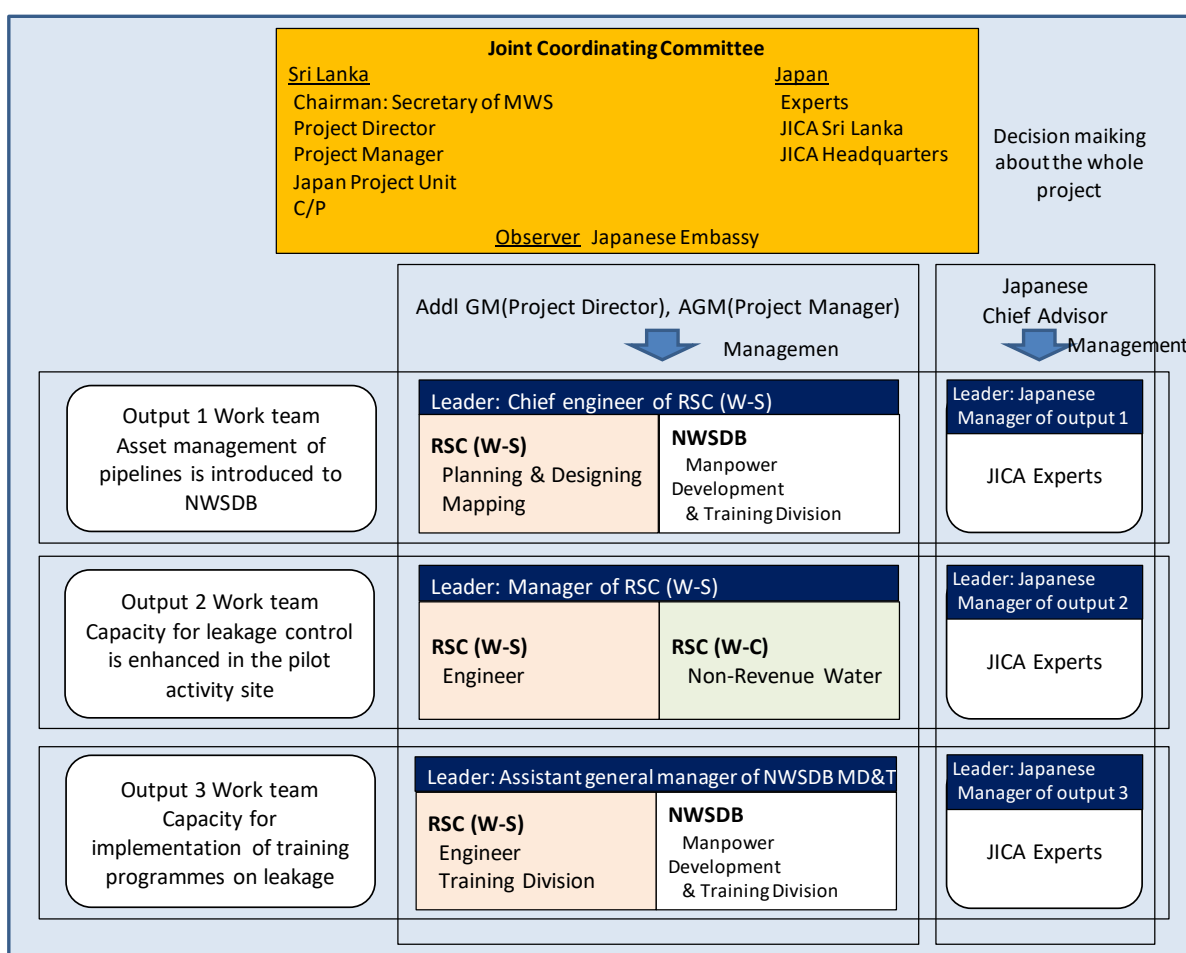 Joint Coordinating Committee
Sri Lanka
Chairman: Secretary of MWS
Project Director
Project Manager
Japan Project Unit
C/P
Japan
Experts
JICA Sri Lanka
JICA Headquarters
Observer Japanese Embassy
Decision maiking
about the whole
project
Addl GM(Project Director), AGM(Project Manager)
Managemen
Japanese
Chief Advisor
Management
Output 1 Work team
Asset management of
pipelines is introduced to
NWSDB
Leader: Chief engineer of RSC (W-S)
RSC (W-S)
Planning & Designing
Mapping
NWSDB
Manpower
Development
& Training Division
Leader: Japanese
Manager of output 1
JICA Experts
Output 2 Work team
Capacity for leakage control
is enhanced in the pilot
activity site
Leader: Manager of RSC (W-S)
RSC (W-S)
Engineer
RSC (W-C)
Non-Revenue Water
Leader: Japanese
Manager of output 2
JICA Experts
Output 3 Work team
Capacity for
implementation of training
programmes on leakage
Leader: Assistant general manager of NWSDB MD&T
RSC (W-S)
Engineer
Training Division
NWSDB
Manpower
Development
& Training Division
Leader: Japanese
Manager of output 3
JICA Experts